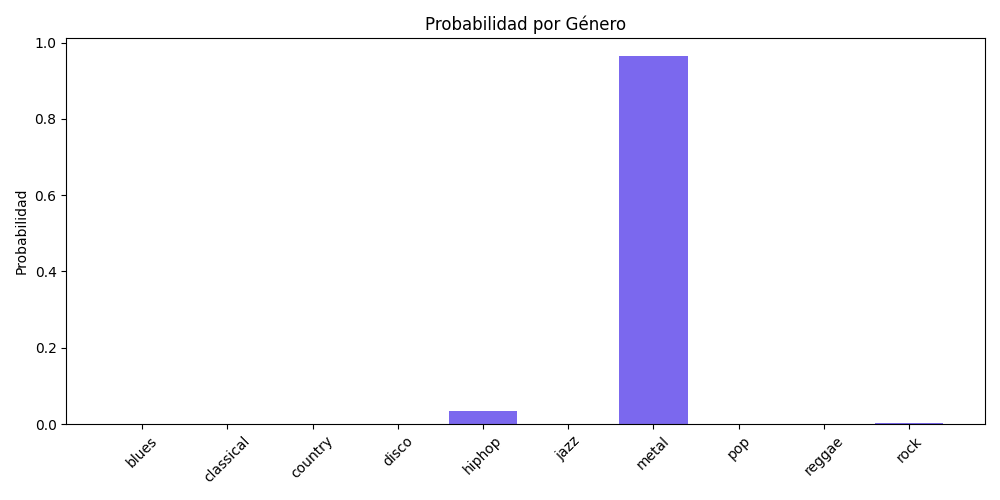 Probabilidad por Género
Probabilidad
1.0
0.8
0.6
0.4
0.2
0.0
blues
classical
country
disco
hiphop
jazz
metal
pop
reggae
rock